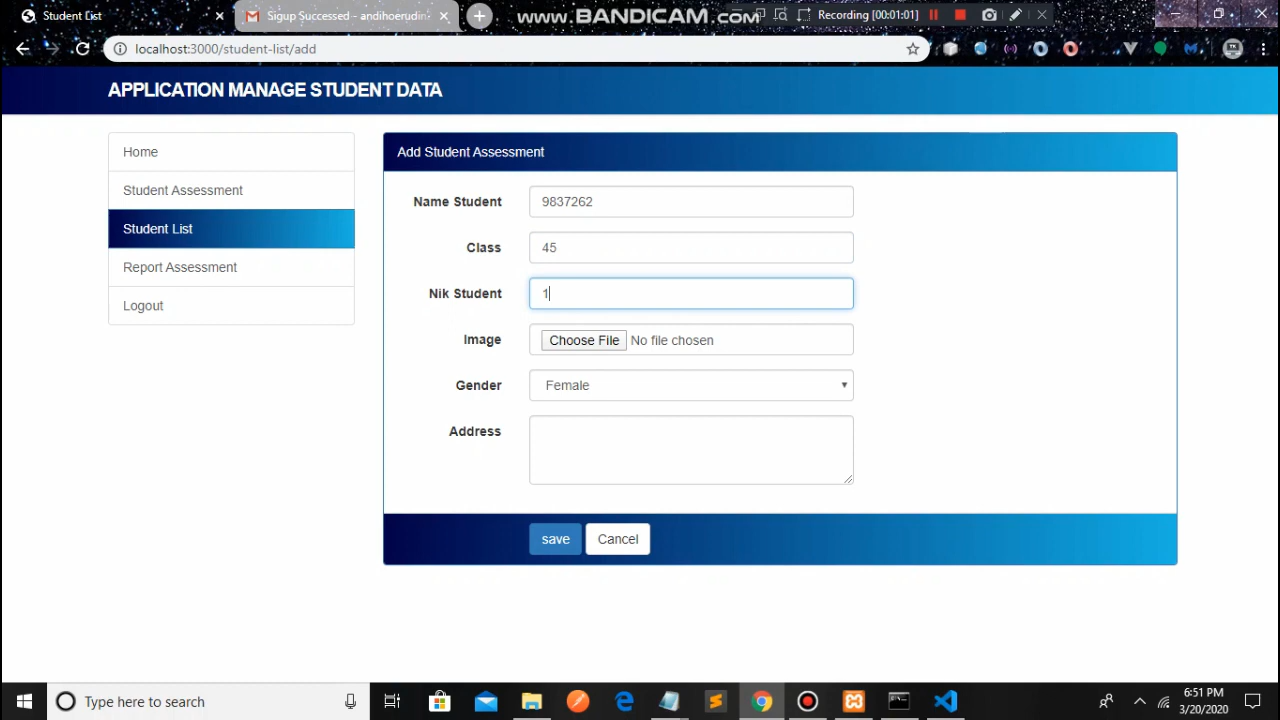 Student List
Sigup Successed - andihoerudin
www.BANDICAM.com
Recording [00:01:01]
localhost:3000/student-list/add
APPLICATION MANAGE STUDENT DATA
Home
Student Assessment
Student List
Report Assessment
Logout
Add Student Assessment
Name Student 9837262
Class 45
Nik Student 1
Image Choose File No file chosen
Gender Female
Address
save Cancel
Type here to search
6:51 PM
3/20/2020